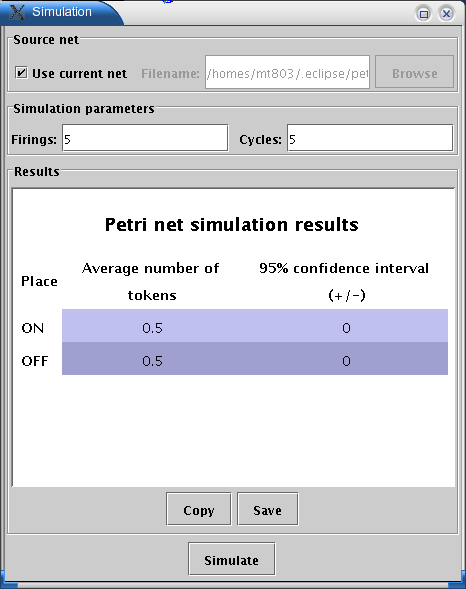 Simulation
Source net
Use current net Filename: /homes/mt803/.eclipse/pet Browse
Simulation parameters
Firings: 5 Cycles: 5
Results
Petri net simulation results
Place Average number of tokens 95% confidence interval (+/-)
ON 0.5 0
OFF 0.5 0
Copy Save
Simulate